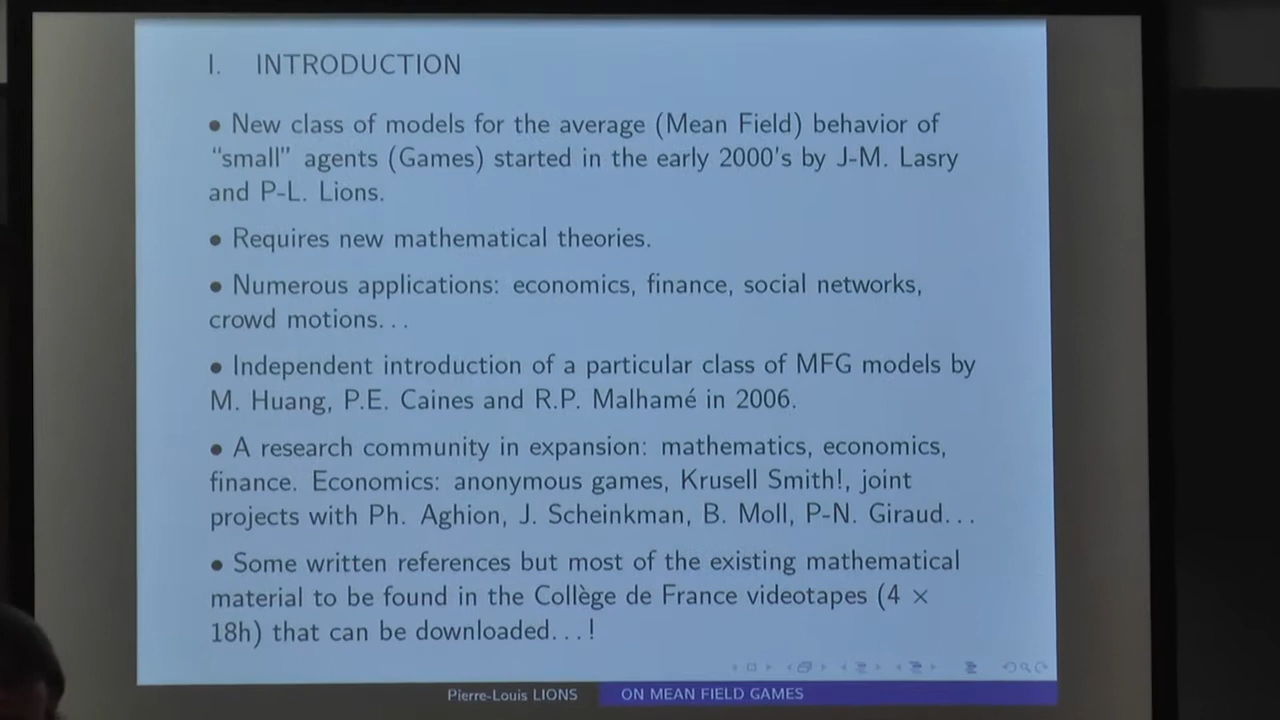 I. INTRODUCTION
• New class of models for the average (Mean Field) behavior of
“small” agents (Games) started in the early 2000's by J-M. Lasry
and P-L. Lions.
• Requires new mathematical theories.
• Numerous applications: economics, finance, social networks,
crowd motions...
• Independent introduction of a particular class of MFG models by
M. Huang, P.E. Caines and R.P. Malhamé in 2006.
• A research community in expansion: mathematics, economics,
finance. Economics: anonymous games, Krusell Smith!, joint
projects with Ph. Aghion, J. Scheinkman, B. Moll, P-N. Giraud...
• Some written references but most of the existing mathematical
material to be found in the Collège de France videotapes (4 ×
18h) that can be downloaded...!
Pierre-Louis LIONS ON MEAN FIELD GAMES